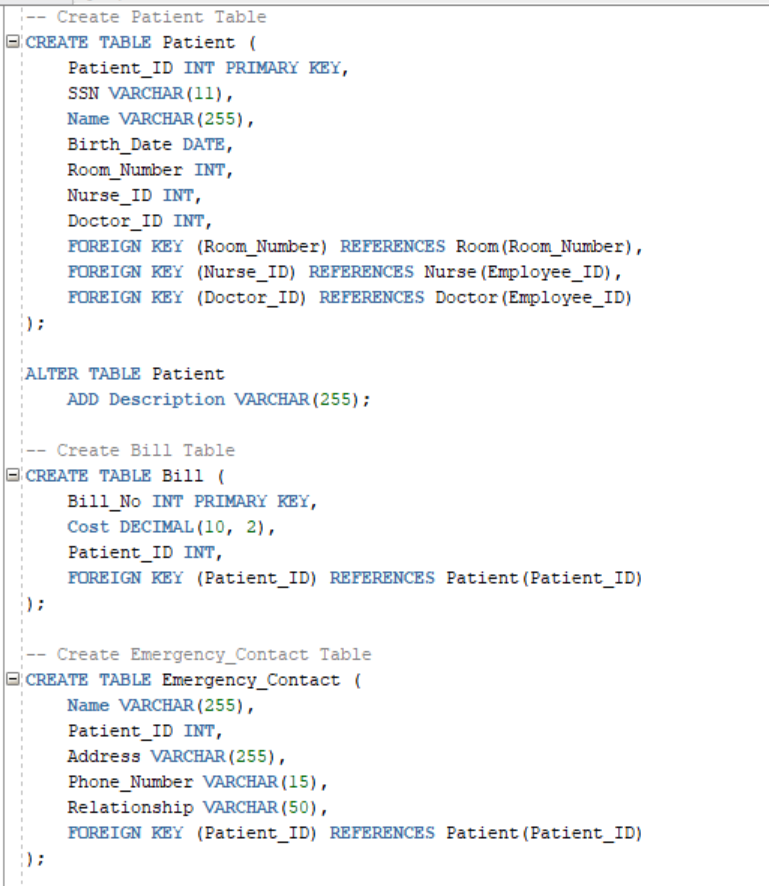 -- Create Patient Table
CREATE TABLE Patient (
    Patient_ID INT PRIMARY KEY,
    SSN VARCHAR(11),
    Name VARCHAR(255),
    Birth_Date DATE,
    Room_Number INT,
    Nurse_ID INT,
    Doctor_ID INT,
    FOREIGN KEY (Room_Number) REFERENCES Room(Room_Number),
    FOREIGN KEY (Nurse_ID) REFERENCES Nurse(Employee_ID),
    FOREIGN KEY (Doctor_ID) REFERENCES Doctor(Employee_ID)
);

ALTER TABLE Patient
    ADD Description VARCHAR(255);

-- Create Bill Table
CREATE TABLE Bill (
    Bill_No INT PRIMARY KEY,
    Cost DECIMAL(10, 2),
    Patient_ID INT,
    FOREIGN KEY (Patient_ID) REFERENCES Patient(Patient_ID)
);

-- Create Emergency_Contact Table
CREATE TABLE Emergency_Contact (
    Name VARCHAR(255),
    Patient_ID INT,
    Address VARCHAR(255),
    Phone_Number VARCHAR(15),
    Relationship VARCHAR(50),
    FOREIGN KEY (Patient_ID) REFERENCES Patient(Patient_ID)
);